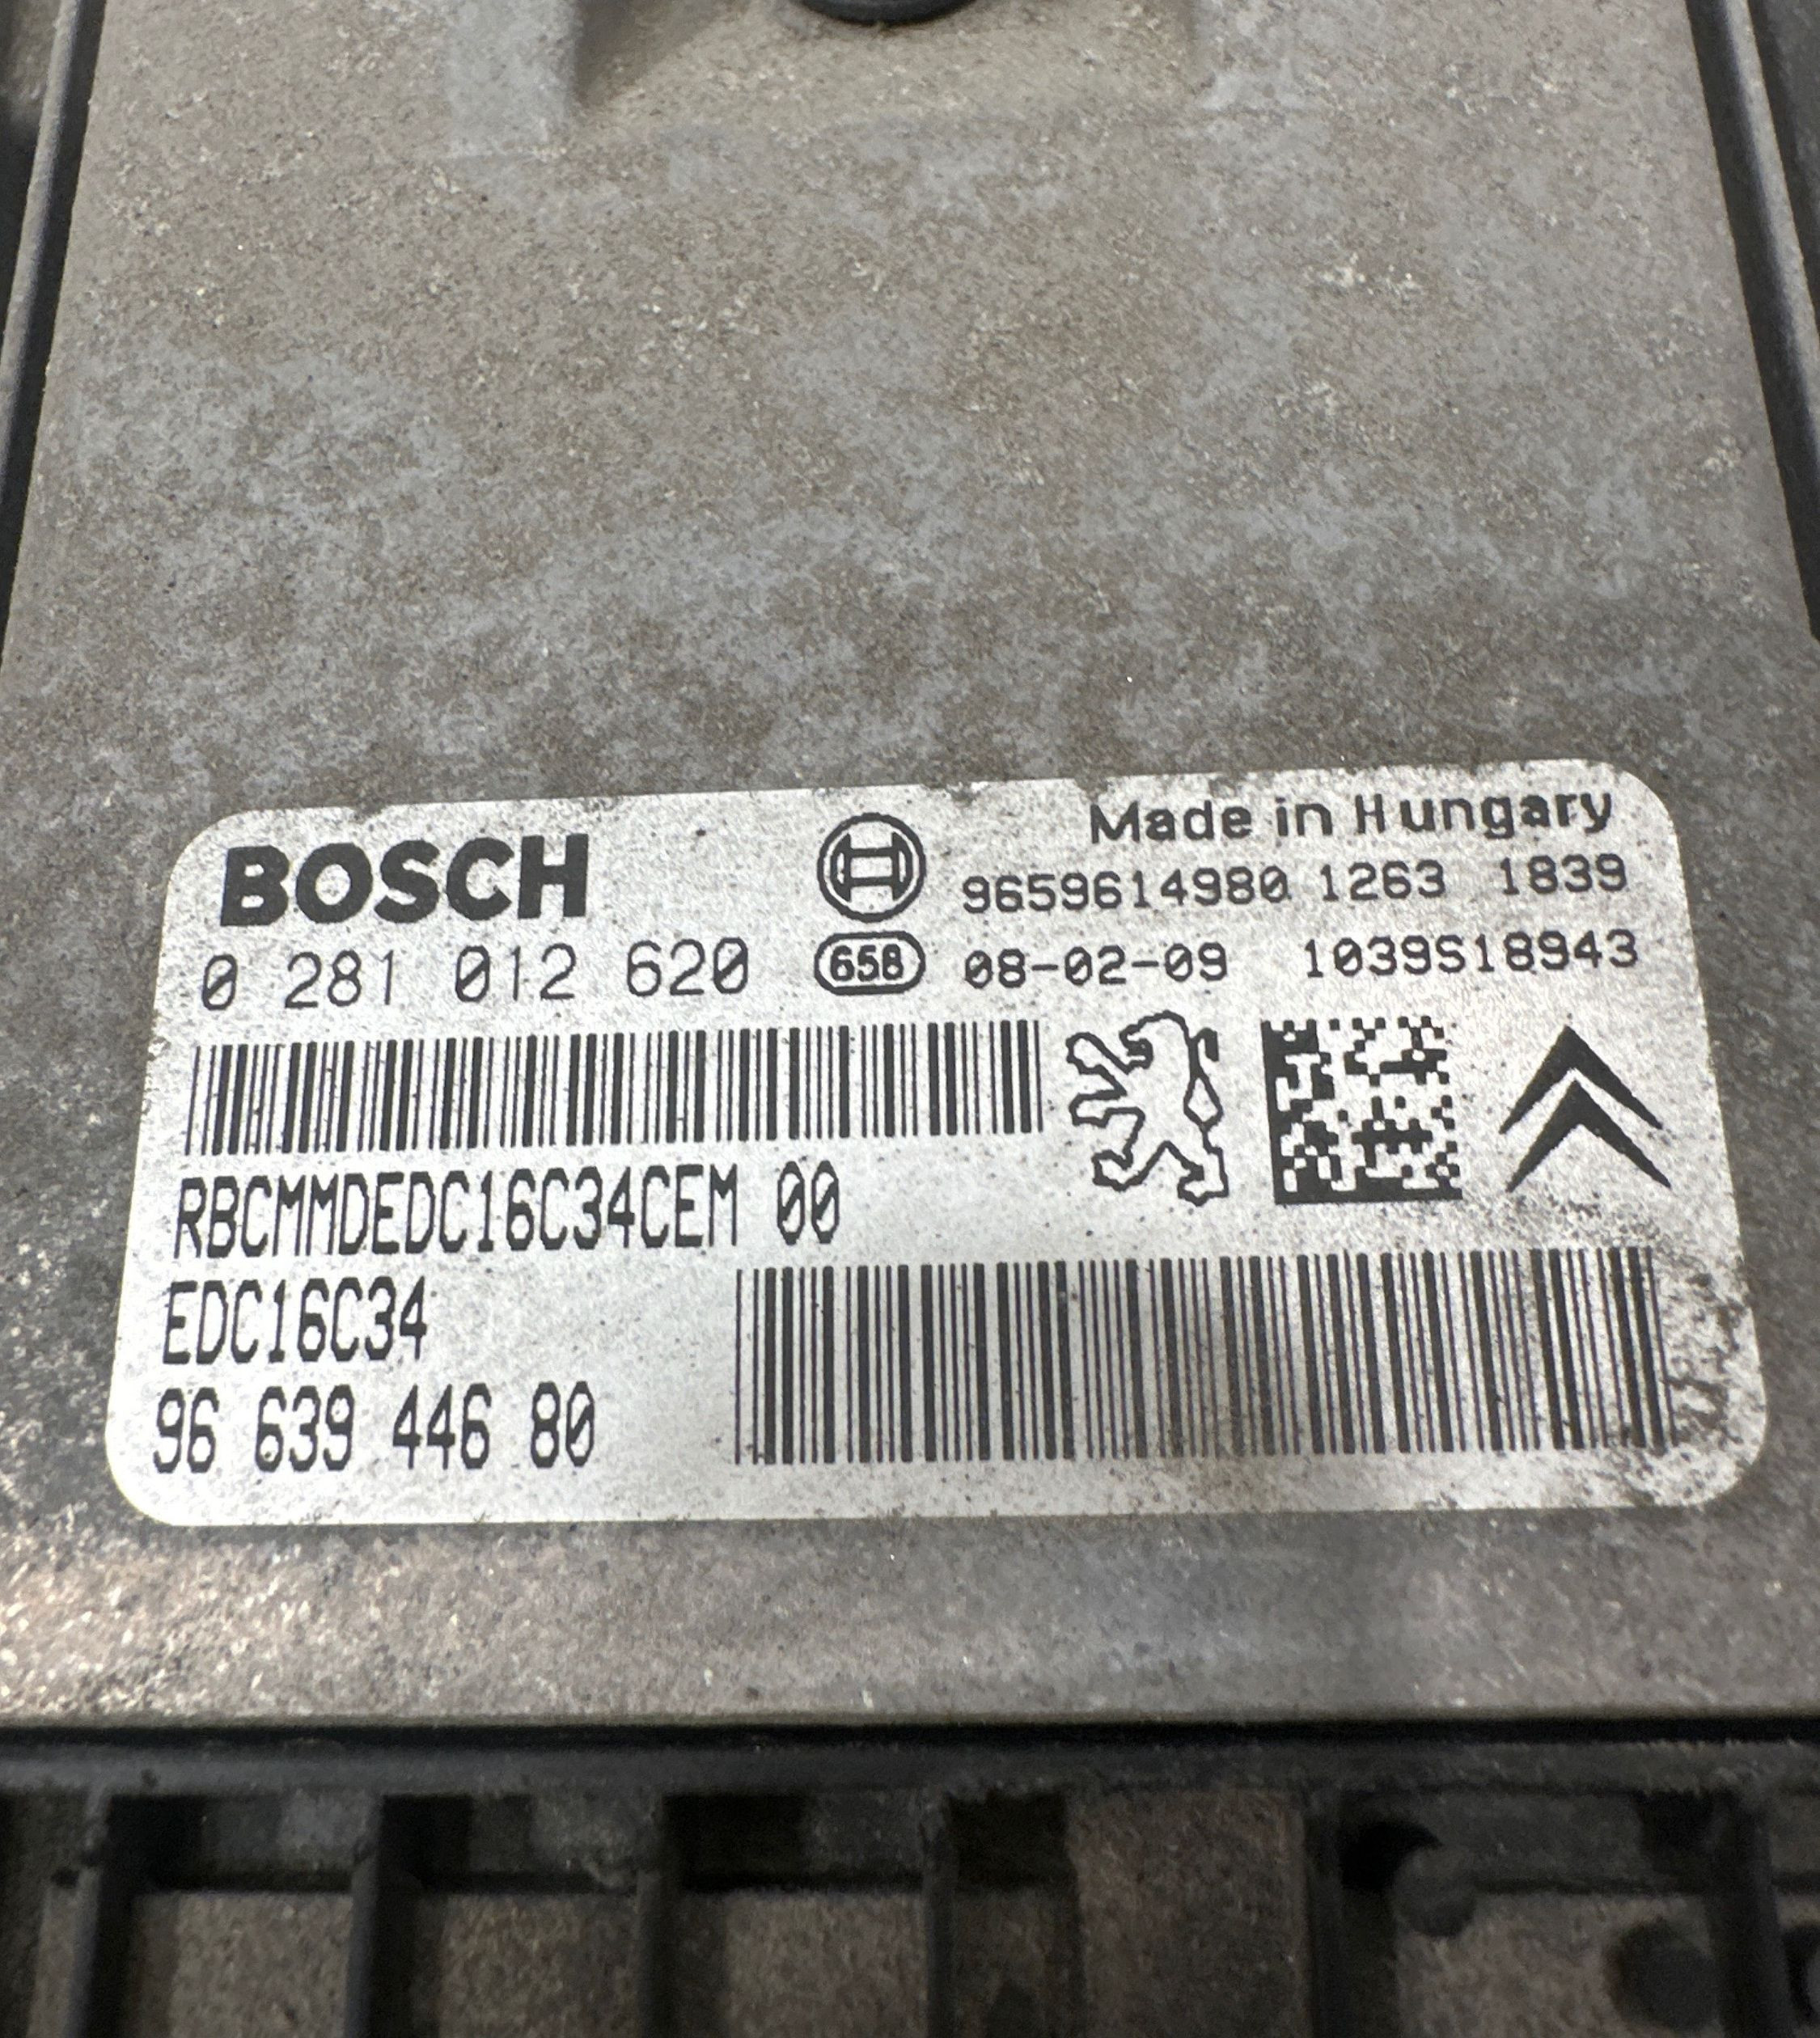 BOSCH
Made in Hungary
9659614980 1263 1839
0 281 012 620
658
08-02-09 1039S18943
RBCMMDEDC16C34CEM 00
EDC16C34
96 639 446 80